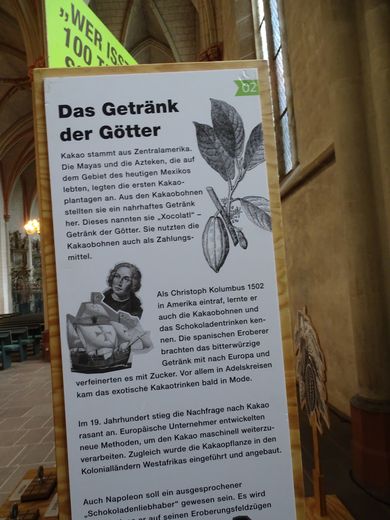 „WER ISS
100
02
Das Getränk
der Götter
Kakao stammt aus Zentralamerika.
Die Mayas und die Azteken, die auf
dem Gebiet des heutigen Mexikos
lebten, legten die ersten Kakao-
plantagen an. Aus den Kakaobohnen
stellten sie ein nahrhaftes Getränk
her. Dieses nannten sie „Xocolatl“ –
Getränk der Götter. Sie nutzten die
Kakaobohnen auch als Zahlungs-
mittel.
Als Christoph Kolumbus 1502
in Amerika eintraf, lernte er
auch die Kakaobohnen und
das Schokoladentrinken ken-
nen. Die spanischen Eroberer
brachten das bitterwürzige
Getränk mit nach Europa und
verfeinerten es mit Zucker. Vor allem in Adelskreisen
kam das exotische Kakaotrinken bald in Mode.
Im 19. Jahrhundert stieg die Nachfrage nach Kakao
rasant an. Europäische Unternehmer entwickelten
neue Methoden, um den Kakao maschinell weiterzu-
verarbeiten. Zugleich wurde die Kakaopflanze in den
Kolonialländern Westafrikas eingeführt und angebaut.
Auch Napoleon soll ein ausgesprochener
„Schokoladenliebhaber“ gewesen sein. Es wird
er auf seinen Eroberungsfeldzügen